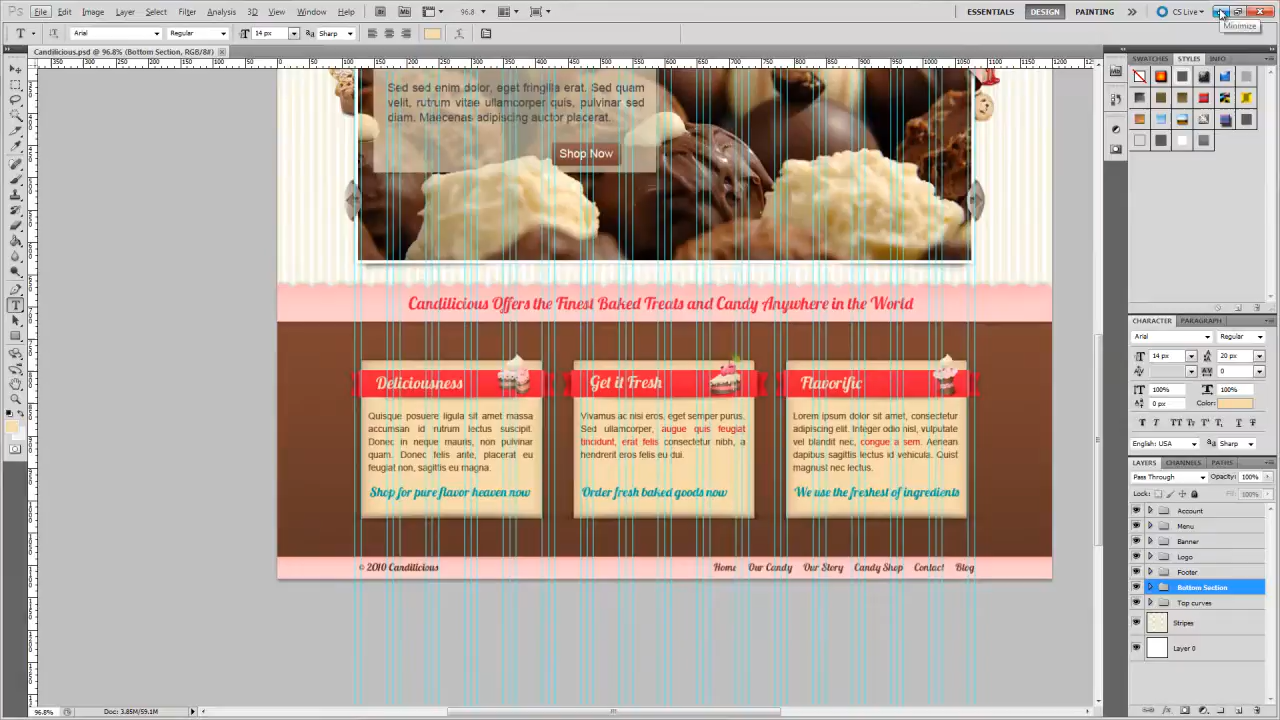 Ps File Edit Image Layer Select Filter Analysis 3D View Window Help Br Mb 96.8 ESSENTIALS DESIGN PAINTING CS Live
Minimize
T Arial Regular 14 px Sharp
Candilicious.psd @ 96.8% (Bottom Section, RGB/8#)
SWATCHES STYLES INFO
Sed sed enim dolor, eget fringilla erat. Sed quam
velit, rutrum vitae ullamcorper quis, pulvinar sed
diam. Maecenas adipiscing auctor placerat.
Shop Now
Candilicious Offers the Finest Baked Treats and Candy Anywhere in the World
Deliciousness
Quisque posuere ligula sit amet massa
accumsan id rutrum lectus suscipit.
Donec in neque mauris, non pulvinar
quam. Donec felis ante, placerat eu
feugiat non, sagittis eu magna.
Shop for pure flavor heaven now
Get it Fresh
Vivamus ac nisi eros, eget semper purus.
Sed ullamcorper, augue quis feugiat
tincidunt, erat felis consectetur nibh, a
hendrerit eros felis eu dui.
Order fresh baked goods now
Flavorific
Lorem ipsum dolor sit amet, consectetur
adipiscing elit. Integer odio nisl, vulputate
vel blandit nec, congue a sem. Aenean
dapibus sagittis lectus id vehicula. Quis
magnust nec lectus.
We use the freshest of ingredients
© 2010 Candilicious
Home Our Candy Our Story Candy Shop Contact Blog
CHARACTER PARAGRAPH
Arial Regular
14 px 20 px
0
100% 100%
0 px Color:
English: USA Sharp
LAYERS CHANNELS PATHS
Pass Through Opacity: 100%
Lock: Fill: 100%
Account
Menu
Banner
Logo
Footer
Bottom Section
Top curves
Stripes
Layer 0
96.8% Doc: 3.85M/59.1M